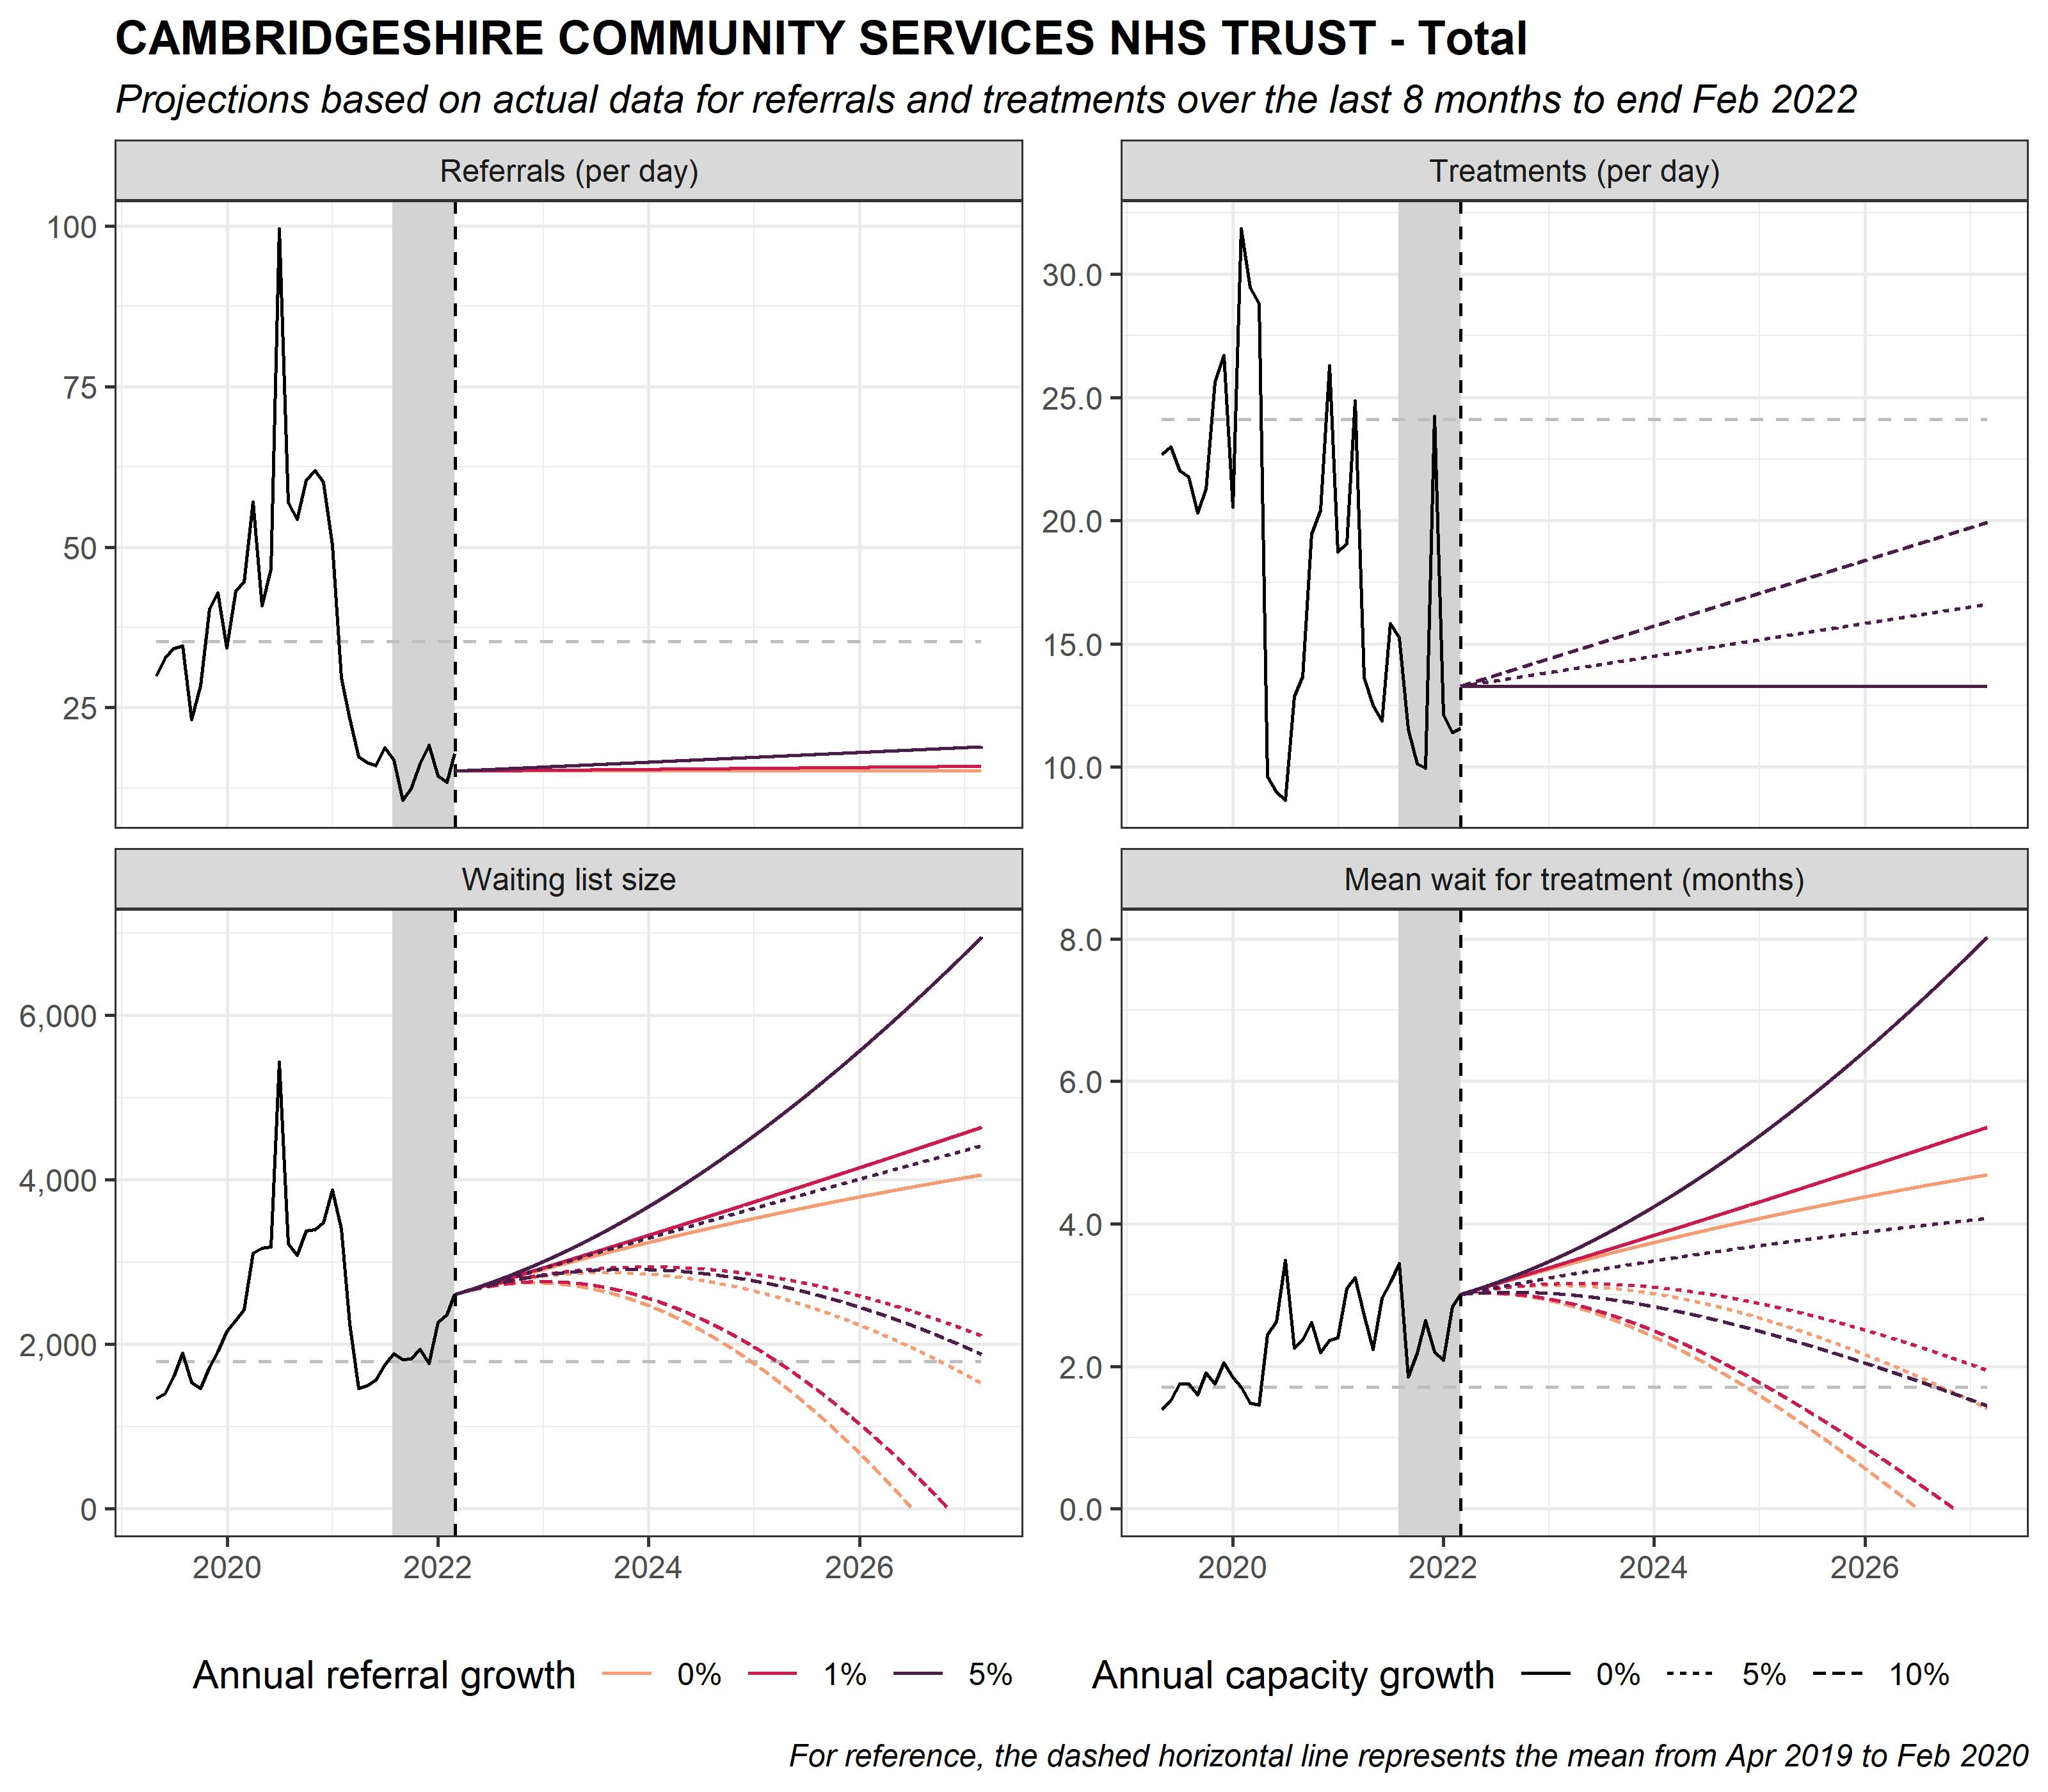 CAMBRIDGESHIRE COMMUNITY SERVICES NHS TRUST - Total
Projections based on actual data for referrals and treatments over the last 8 months to end Feb 2022
Referrals (per day)
100
75
50
25
Treatments (per day)
30.0
25.0
20.0
15.0
10.0
Waiting list size
6,000
4,000
2,000
0
2020 2022 2024 2026
Mean wait for treatment (months)
8.0
6.0
4.0
2.0
0.0
2020 2022 2024 2026
Annual referral growth 0% 1% 5%
Annual capacity growth 0% 5% 10%
For reference, the dashed horizontal line represents the mean from Apr 2019 to Feb 2020